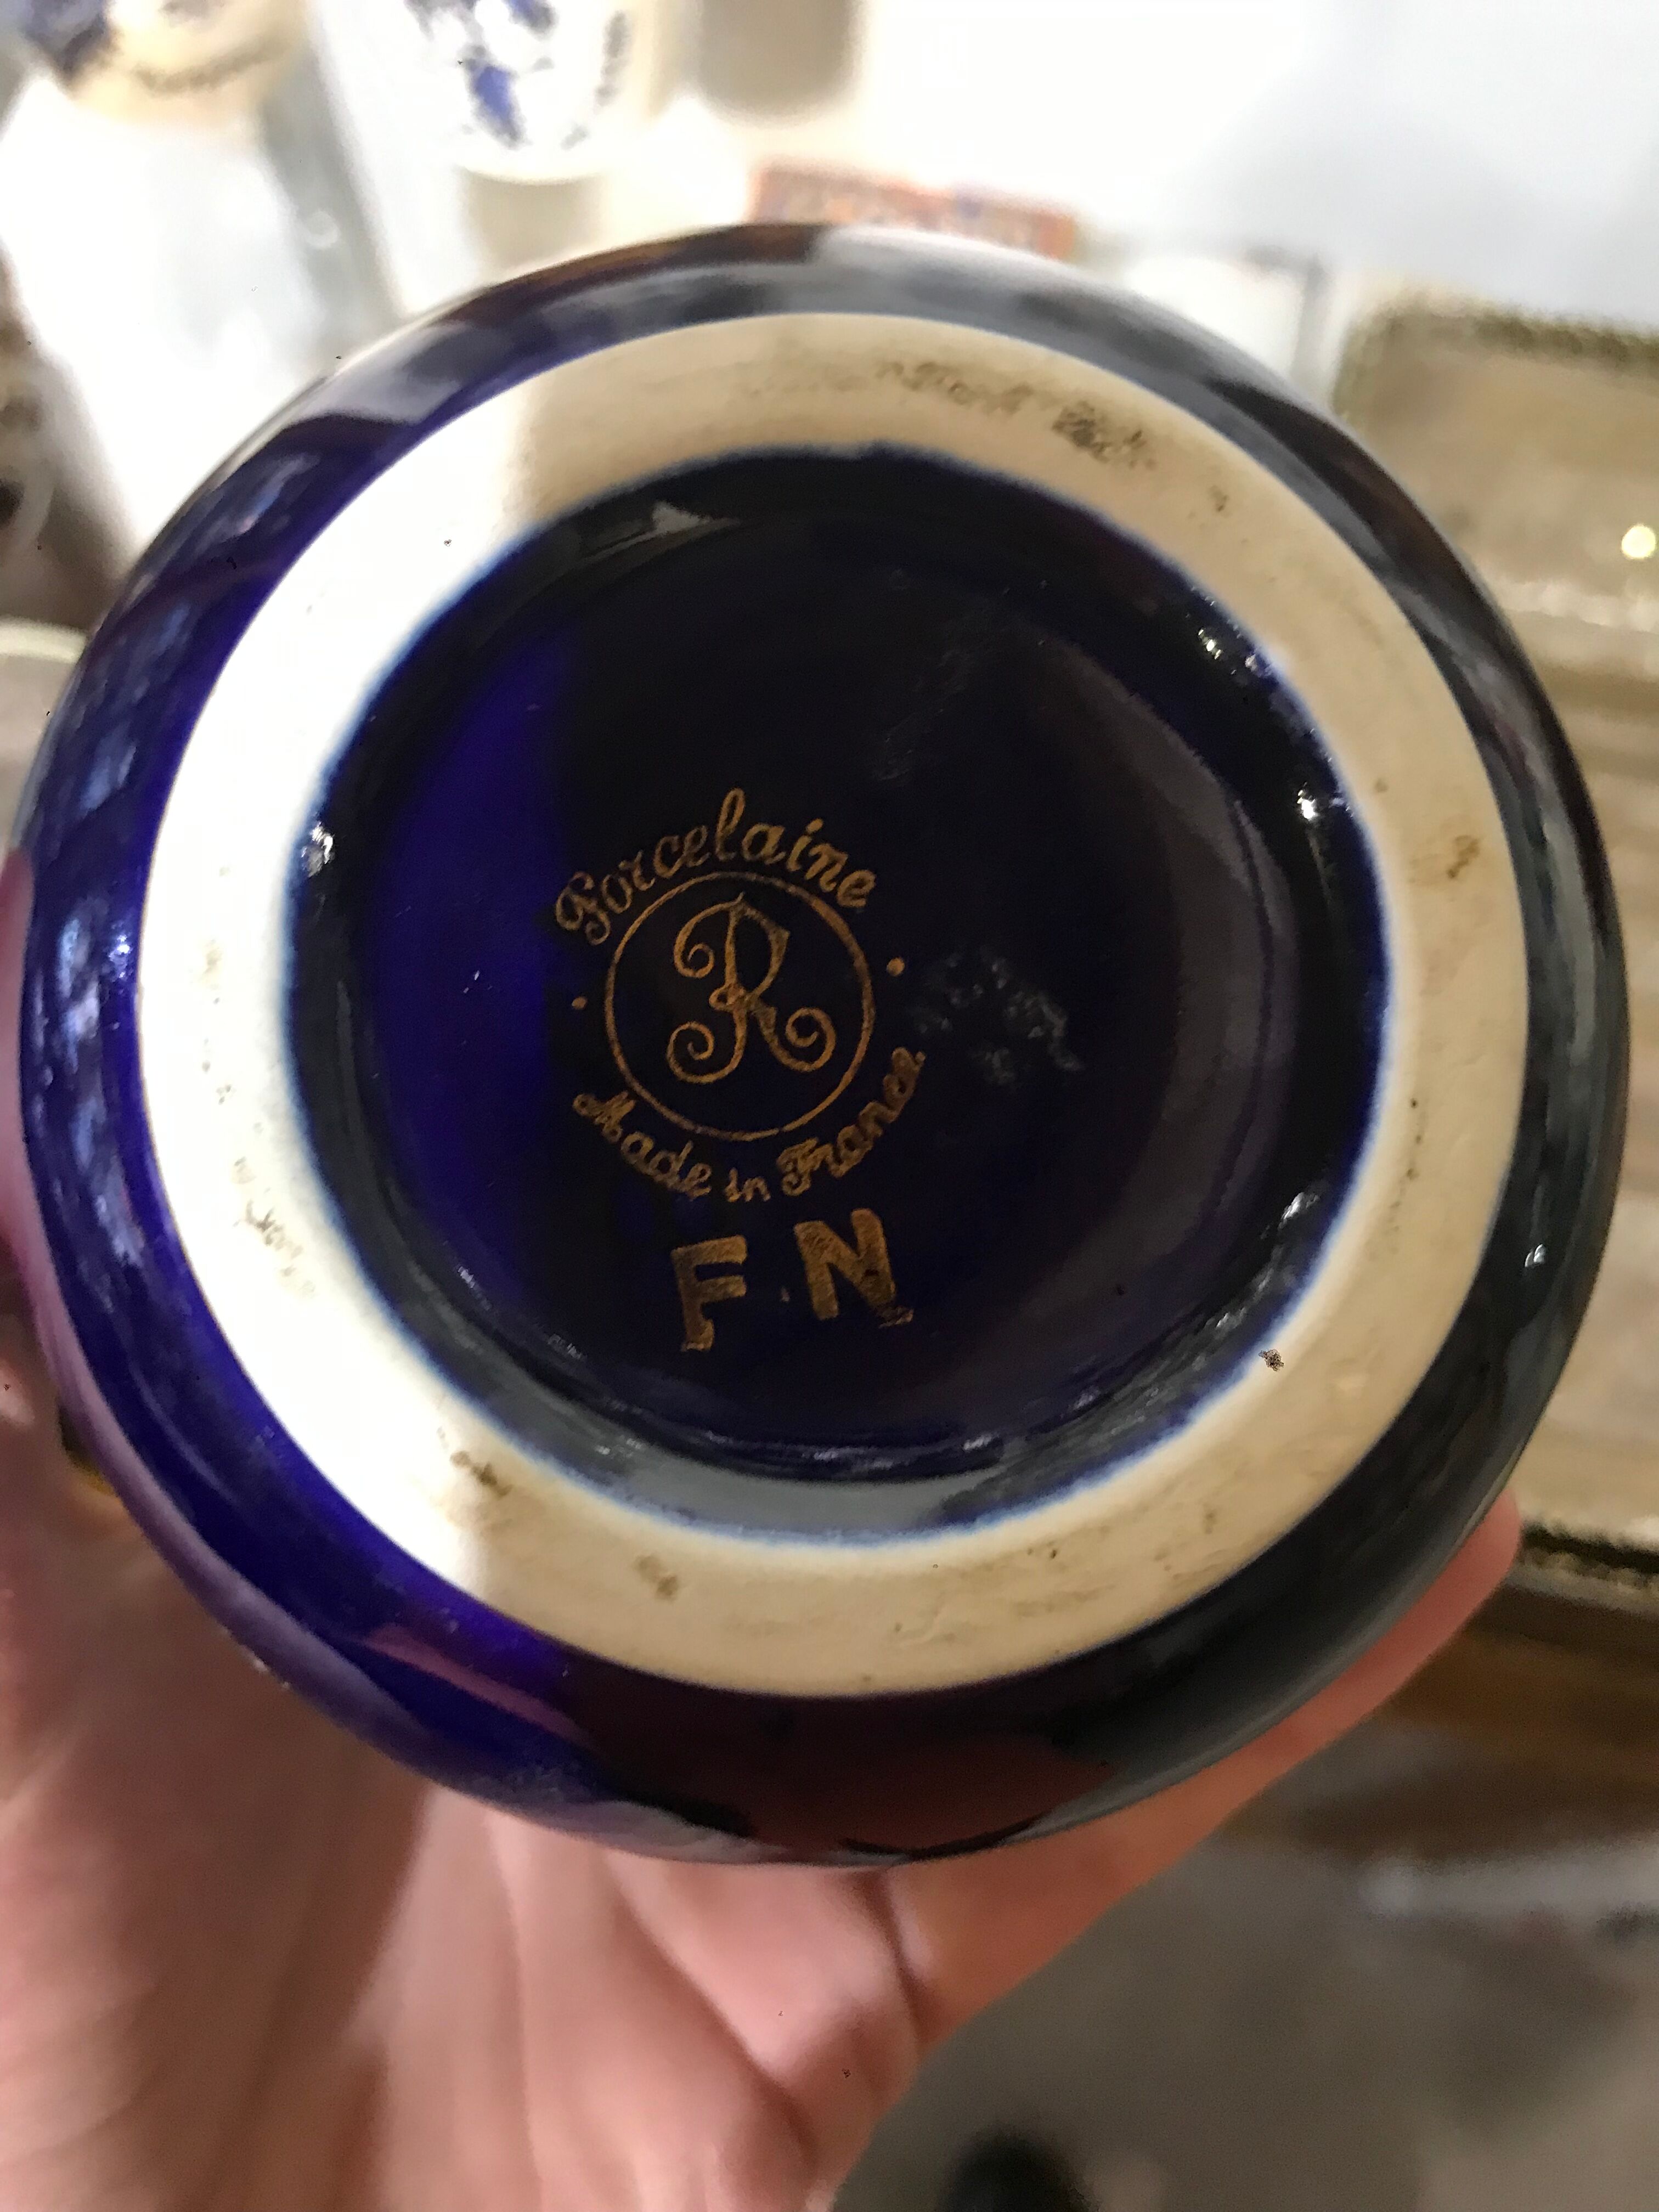 Porcelaine
R
Made in France
F N